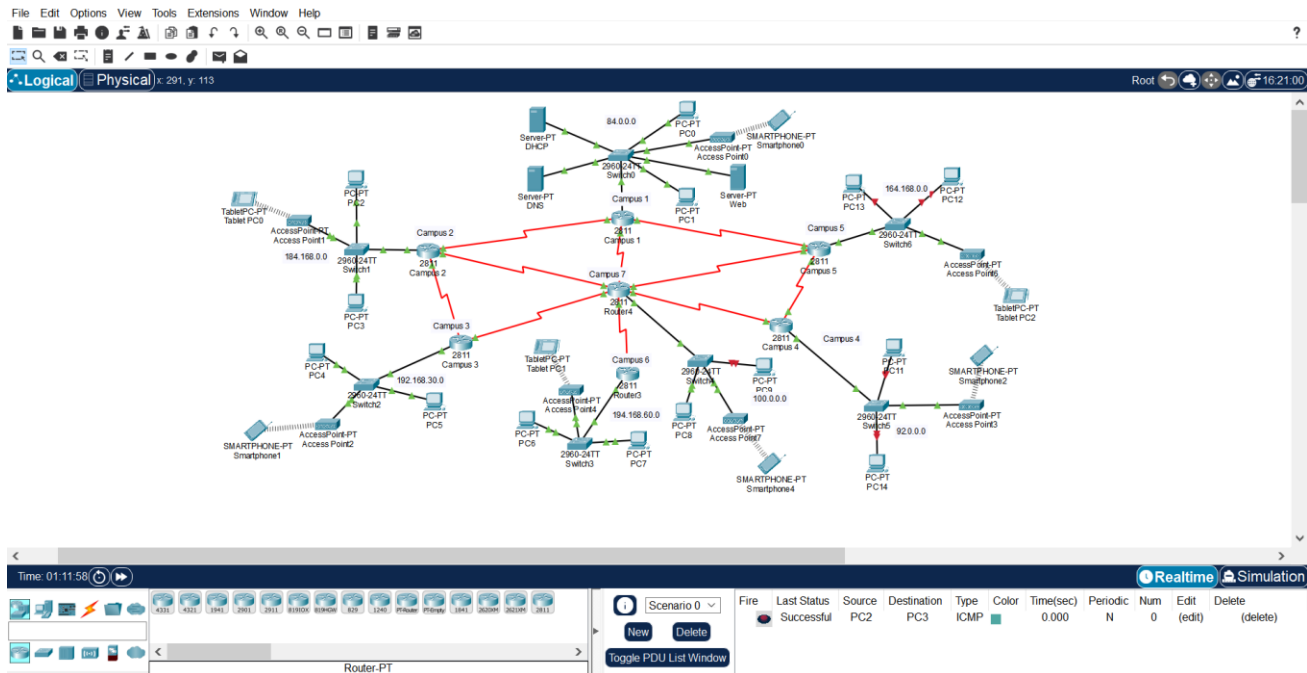 File Edit Options View Tools Extensions Window Help
?
Logical Physical x: 291, y: 113 Root 16:21:00
84.0.0.0
PC-PT
PC0
SMARTPHONE-PT
Smartphone0
Server-PT
DHCP
AccessPoint-PT
Access Point0
2960-24TT
Switch0
Server-PT
DNS
Server-PT
Web
PC-PT
PC1
Campus 1
2811
Campus 1
PC-PT
PC2
TabletPC-PT
Tablet PC0
AccessPoint-PT
Access Point1
184.168.0.0
2960-24TT
Switch1
PC-PT
PC3
Campus 2
2811
Campus 2
PC-PT
PC13
164.168.0.0
PC-PT
PC12
2960-24TT
Switch6
Campus 5
2811
Campus 5
AccessPoint-PT
Access Point6
TabletPC-PT
Tablet PC2
Campus 7
2811
Router4
Campus 3
2811
Campus 3
PC-PT
PC4
192.168.30.0
2960-24TT
Switch2
PC-PT
PC5
AccessPoint-PT
Access Point2
SMARTPHONE-PT
Smartphone1
TabletPC-PT
Tablet PC1
Campus 6
2811
Router3
AccessPoint-PT
Access Point4
194.168.60.0
PC-PT
PC6
2960-24TT
Switch3
PC-PT
PC7
2960-24TT
Switch4
PC-PT
PC9
100.0.0.0
PC-PT
PC8
AccessPoint-PT
Access Point7
SMARTPHONE-PT
Smartphone4
2811
Campus 4
Campus 4
PC-PT
PC11
SMARTPHONE-PT
Smartphone2
2960-24TT
Switch5
AccessPoint-PT
Access Point3
92.0.0.0
PC-PT
PC14
Time: 01:11:58 Realtime Simulation
4331 4321 1941 2901 2911 819IOX 819HGW 829 1240 PT-Router PT-Empty 1841 2620XM 2621XM 2811
Router-PT
Scenario 0
New Delete
Toggle PDU List Window
Fire Last Status Source Destination Type Color Time(sec) Periodic Num Edit Delete
Successful PC2 PC3 ICMP 0.000 N 0 (edit) (delete)